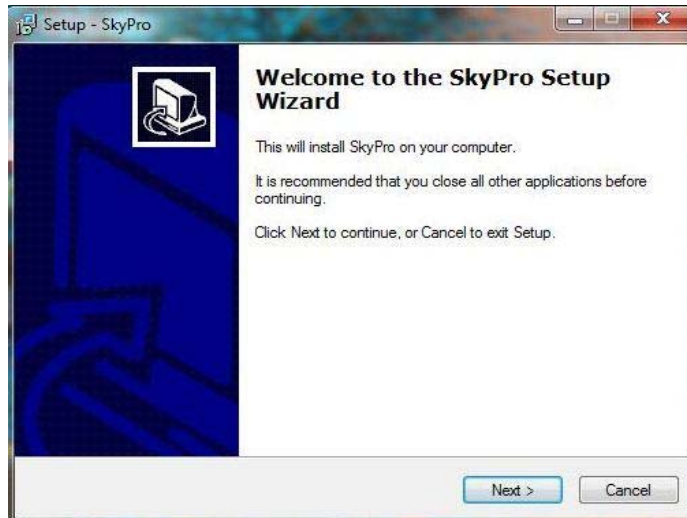 Setup - SkyPro
Welcome to the SkyPro Setup
Wizard
This will install SkyPro on your computer.
It is recommended that you close all other applications before
continuing.
Click Next to continue, or Cancel to exit Setup.
Next >
Cancel